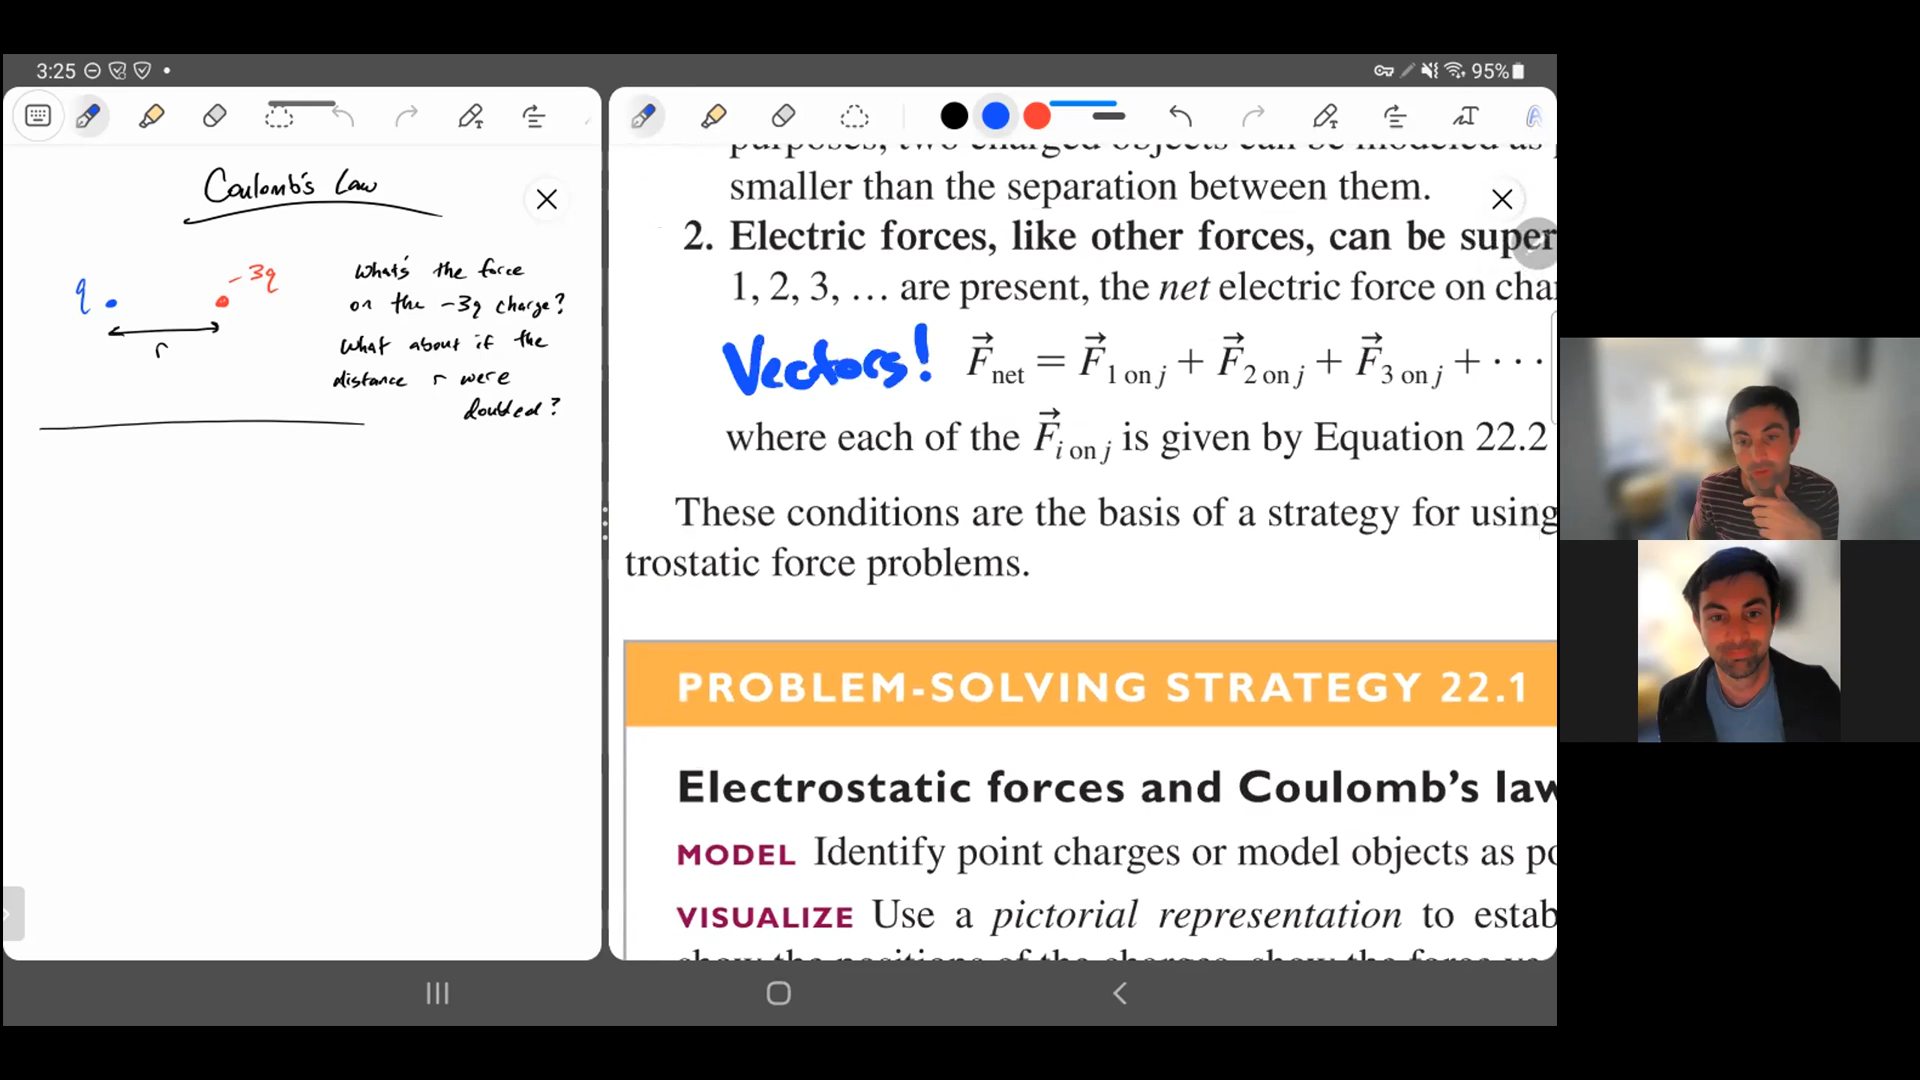 3:25
95%
Coulomb's Law
q
-3q
r
What's the force
on the -3q charge?
What about if the
distance r were
doubled?
smaller than the separation between them.
2. Electric forces, like other forces, can be super
1, 2, 3, … are present, the net electric force on cha
Vectors! F⃗net = F⃗1 on j + F⃗2 on j + F⃗3 on j + ⋯
where each of the F⃗i on j is given by Equation 22.2
These conditions are the basis of a strategy for using
trostatic force problems.
PROBLEM-SOLVING STRATEGY 22.1
Electrostatic forces and Coulomb's law
MODEL Identify point charges or model objects as po
VISUALIZE Use a pictorial representation to estab